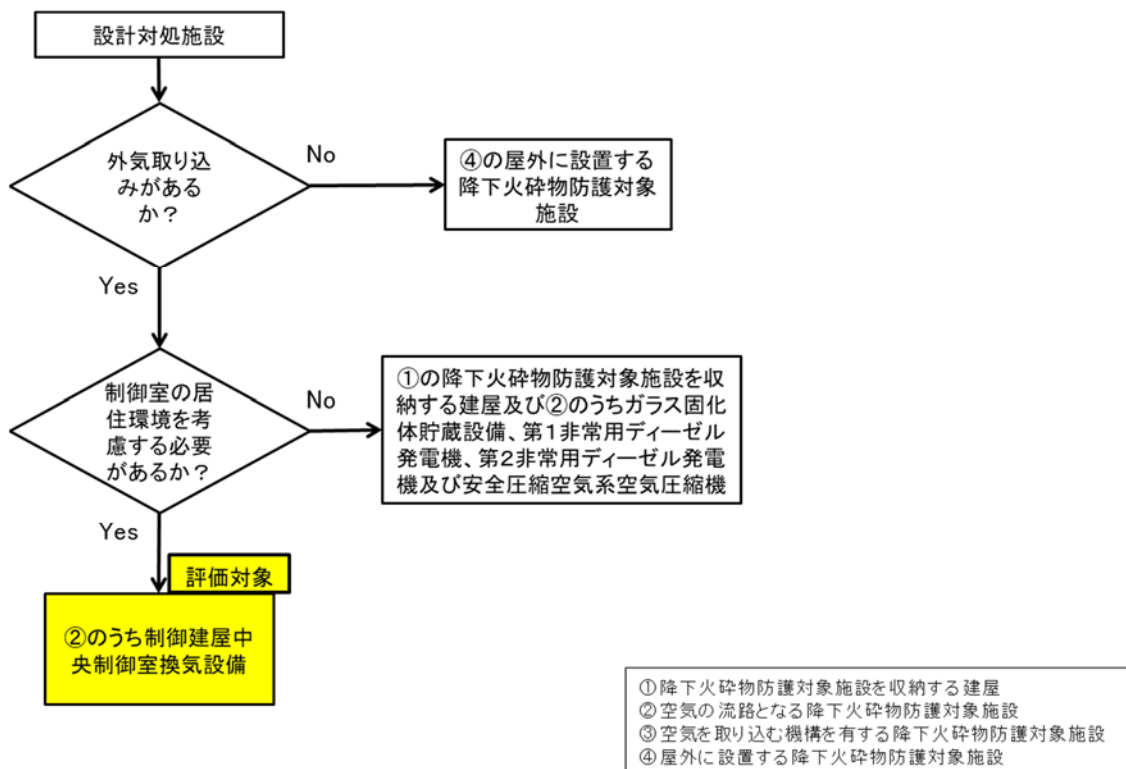 設計対処施設
外気取り込
みがある
か？
No
④の屋外に設置する
降下火砕物防護対象
施設
Yes
制御室の居
住環境を考
慮する必要
があるか？
No
①の降下火砕物防護対象施設を収
納する建屋及び②のうちガラス固化
体貯蔵設備、第１非常用ディーゼル
発電機、第２非常用ディーゼル発電
機及び安全圧縮空気系空気圧縮機
Yes
評価対象
②のうち制御建屋中
央制御室換気設備
①降下火砕物防護対象施設を収納する建屋
②空気の流路となる降下火砕物防護対象施設
③空気を取り込む機構を有する降下火砕物防護対象施設
④屋外に設置する降下火砕物防護対象施設